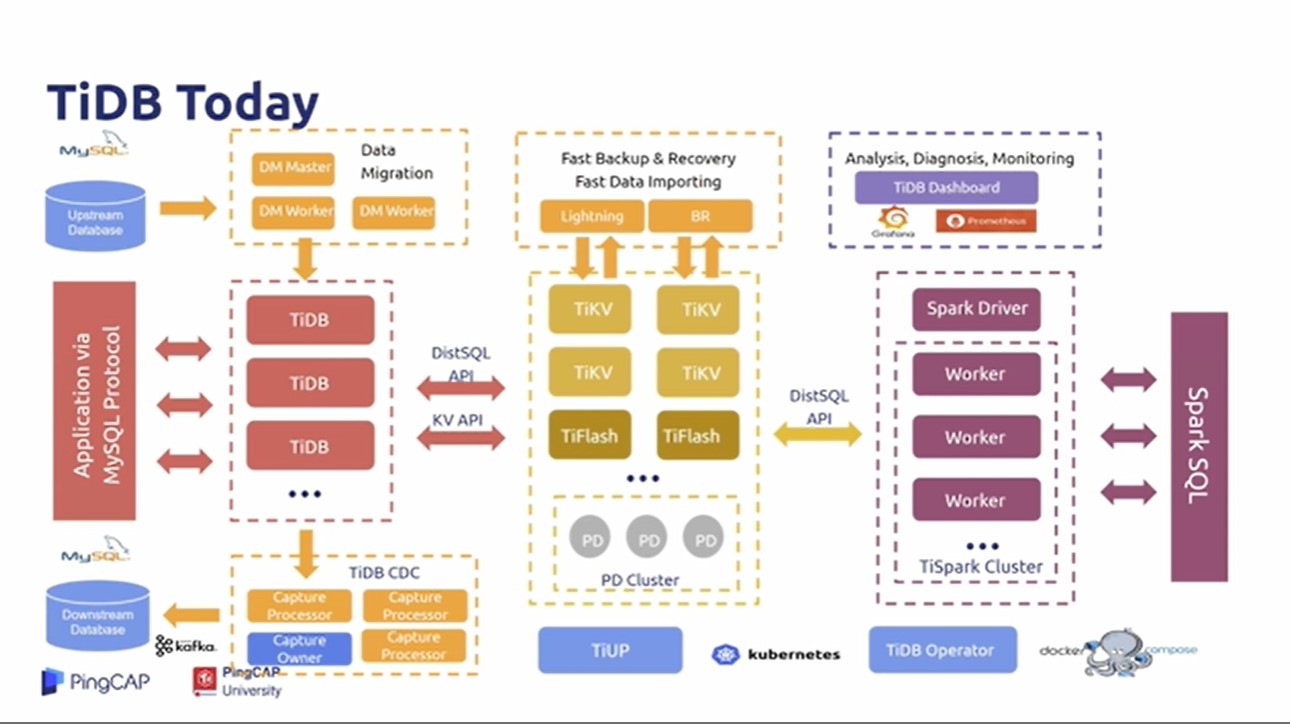 TiDB Today
MySQL
Upstream
Database
DM Master
Data
Migration
DM Worker
DM Worker
Fast Backup & Recovery
Fast Data Importing
Lightning
BR
Analysis, Diagnosis, Monitoring
TiDB Dashboard
Grafana
Prometheus
Application via
MySQL Protocol
TiDB
TiDB
TiDB
•••
DistSQL
API
KV API
TiKV
TiKV
TiKV
TiKV
TiFlash
TiFlash
•••
PD
PD
PD
PD Cluster
DistSQL
API
Spark Driver
Worker
Worker
Worker
•••
TiSpark Cluster
Spark SQL
MySQL
Downstream
Database
kafka
TiDB CDC
Capture
Processor
Capture
Processor
Capture
Owner
Capture
Processor
TiUP
kubernetes
TiDB Operator
docker compose
PingCAP
PingCAP
University